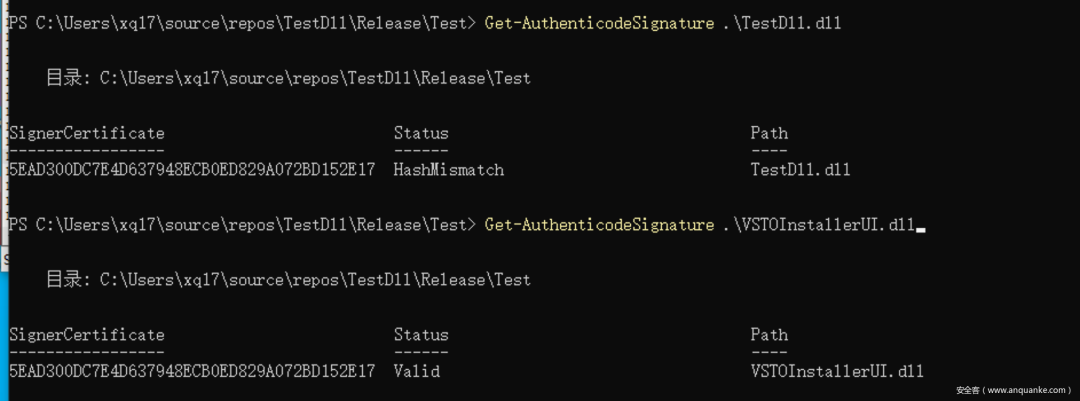 PS C:\Users\xq17\source\repos\TestDll\Release\Test> Get-AuthenticodeSignature .\TestDll.dll
目录: C:\Users\xq17\source\repos\TestDll\Release\Test
SignerCertificate Status Path
----------------- ------ ----
5EAD300DC7E4D637948ECB0ED829A072BD152E17 HashMismatch TestDll.dll
PS C:\Users\xq17\source\repos\TestDll\Release\Test> Get-AuthenticodeSignature .\VSTOInstallerUI.dll
目录: C:\Users\xq17\source\repos\TestDll\Release\Test
SignerCertificate Status Path
----------------- ------ ----
5EAD300DC7E4D637948ECB0ED829A072BD152E17 Valid VSTOInstallerUI.dll
安全客（www.anquanke.com）